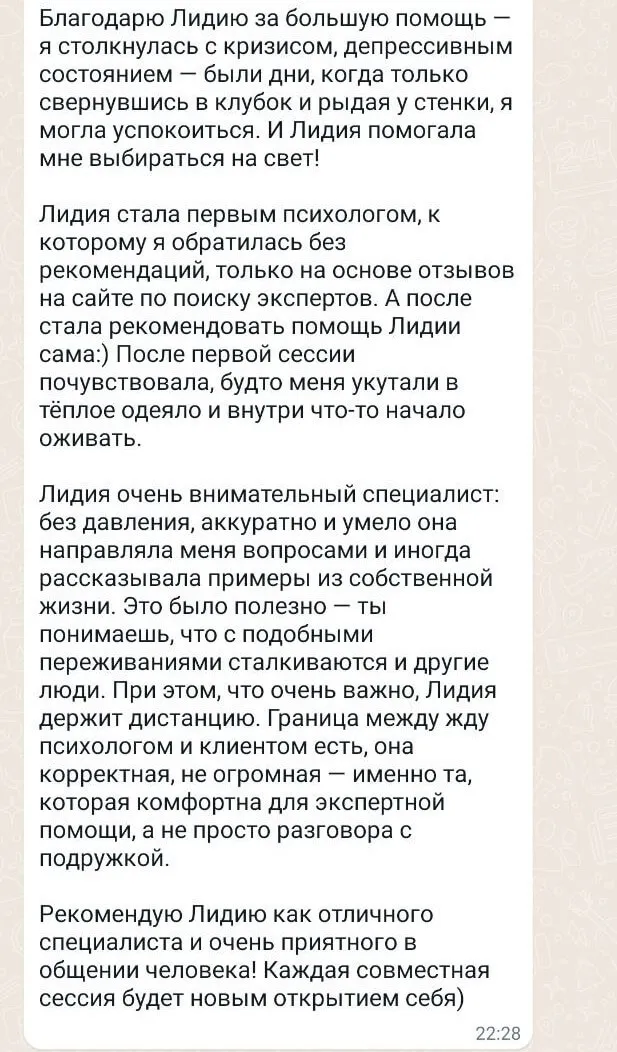 Благодарю Лидию за большую помощь —
я столкнулась с кризисом, депрессивным
состоянием — были дни, когда только
свернувшись в клубок и рыдая у стенки, я
могла успокоиться. И Лидия помогала
мне выбираться на свет!

Лидия стала первым психологом, к
которому я обратилась без
рекомендаций, только на основе отзывов
на сайте по поиску экспертов. А после
стала рекомендовать помощь Лидии
сама:) После первой сессии
почувствовала, будто меня укутали в
тёплое одеяло и внутри что-то начало
оживать.

Лидия очень внимательный специалист:
без давления, аккуратно и умело она
направляла меня вопросами и иногда
рассказывала примеры из собственной
жизни. Это было полезно — ты
понимаешь, что с подобными
переживаниями сталкиваются и другие
люди. При этом, что очень важно, Лидия
держит дистанцию. Граница между жду
психологом и клиентом есть, она
корректная, не огромная — именно та,
которая комфортна для экспертной
помощи, а не просто разговора с
подружкой.

Рекомендую Лидию как отличного
специалиста и очень приятного в
общении человека! Каждая совместная
сессия будет новым открытием себя)
22:28